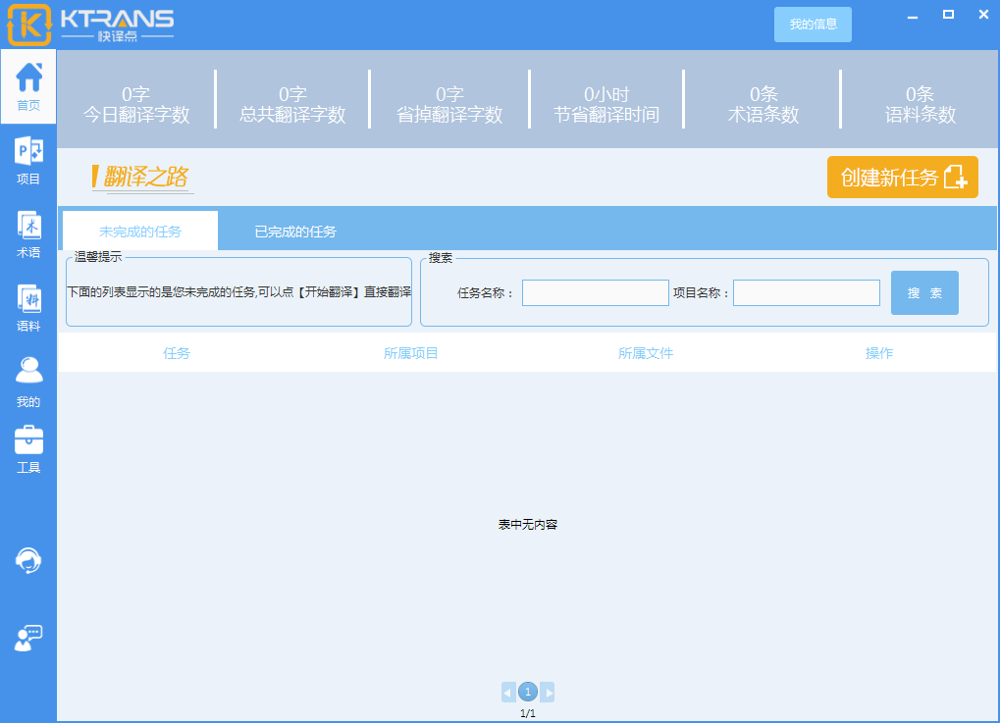 KTRANS
快译点
我的信息
首页
项目
术语
语料
我的
工具
0字
今日翻译字数
0字
总共翻译字数
0字
省掉翻译字数
0小时
节省翻译时间
0条
术语条数
0条
语料条数
翻译之路
创建新任务
未完成的任务
已完成的任务
温馨提示
下面的列表显示的是您未完成的任务,可以点【开始翻译】直接翻译
搜索
任务名称：
项目名称：
搜 索
任务 所属项目 所属文件 操作
表中无内容
1
1/1